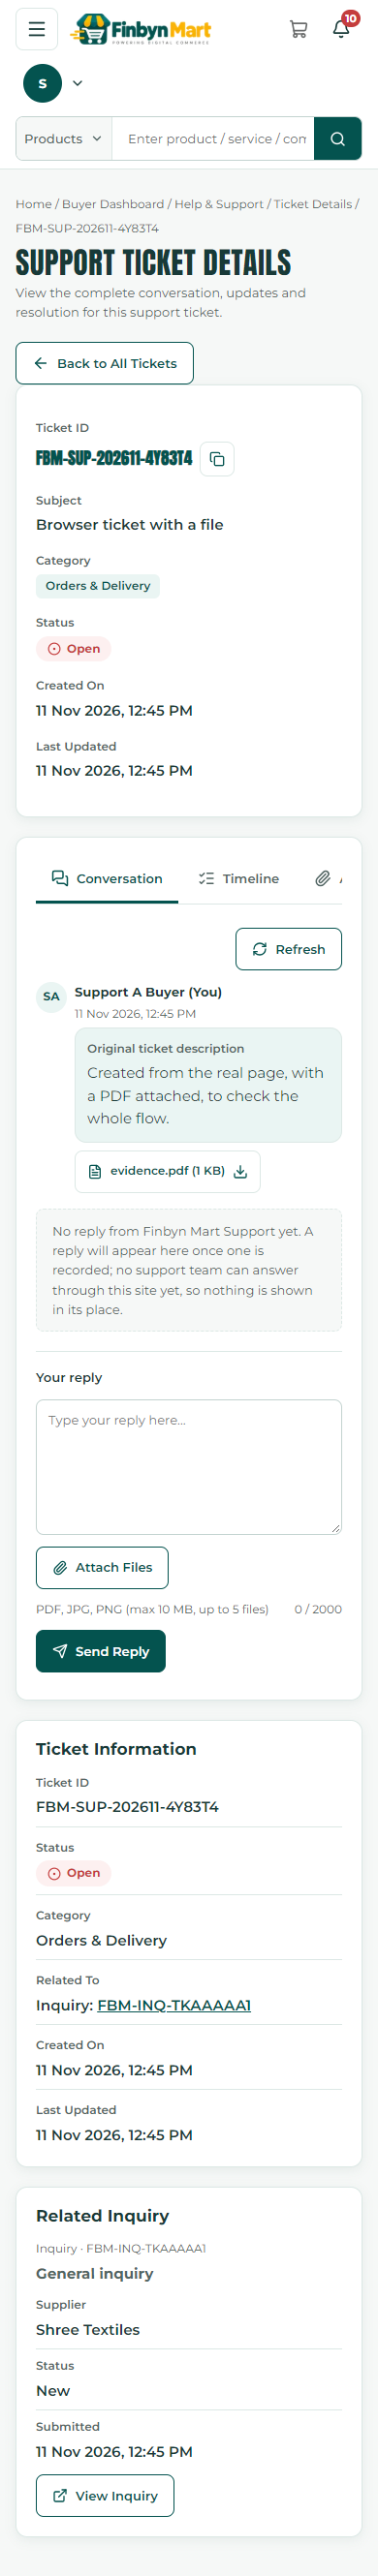 FinbynMart
POWERING DIGITAL COMMERCE
10
S
Products
Enter product / service / com
Home / Buyer Dashboard / Help & Support / Ticket Details /
FBM-SUP-202611-4Y83T4
SUPPORT TICKET DETAILS
View the complete conversation, updates and
resolution for this support ticket.
Back to All Tickets
Ticket ID
FBM-SUP-202611-4Y83T4
Subject
Browser ticket with a file
Category
Orders & Delivery
Status
Open
Created On
11 Nov 2026, 12:45 PM
Last Updated
11 Nov 2026, 12:45 PM
Conversation
Timeline
Refresh
SA
Support A Buyer (You)
11 Nov 2026, 12:45 PM
Original ticket description
Created from the real page, with
a PDF attached, to check the
whole flow.
evidence.pdf (1 KB)
No reply from Finbyn Mart Support yet. A
reply will appear here once one is
recorded; no support team can answer
through this site yet, so nothing is shown
in its place.
Your reply
Type your reply here...
Attach Files
PDF, JPG, PNG (max 10 MB, up to 5 files)
0 / 2000
Send Reply
Ticket Information
Ticket ID
FBM-SUP-202611-4Y83T4
Status
Open
Category
Orders & Delivery
Related To
Inquiry: FBM-INQ-TKAAAAA1
Created On
11 Nov 2026, 12:45 PM
Last Updated
11 Nov 2026, 12:45 PM
Related Inquiry
Inquiry · FBM-INQ-TKAAAAA1
General inquiry
Supplier
Shree Textiles
Status
New
Submitted
11 Nov 2026, 12:45 PM
View Inquiry